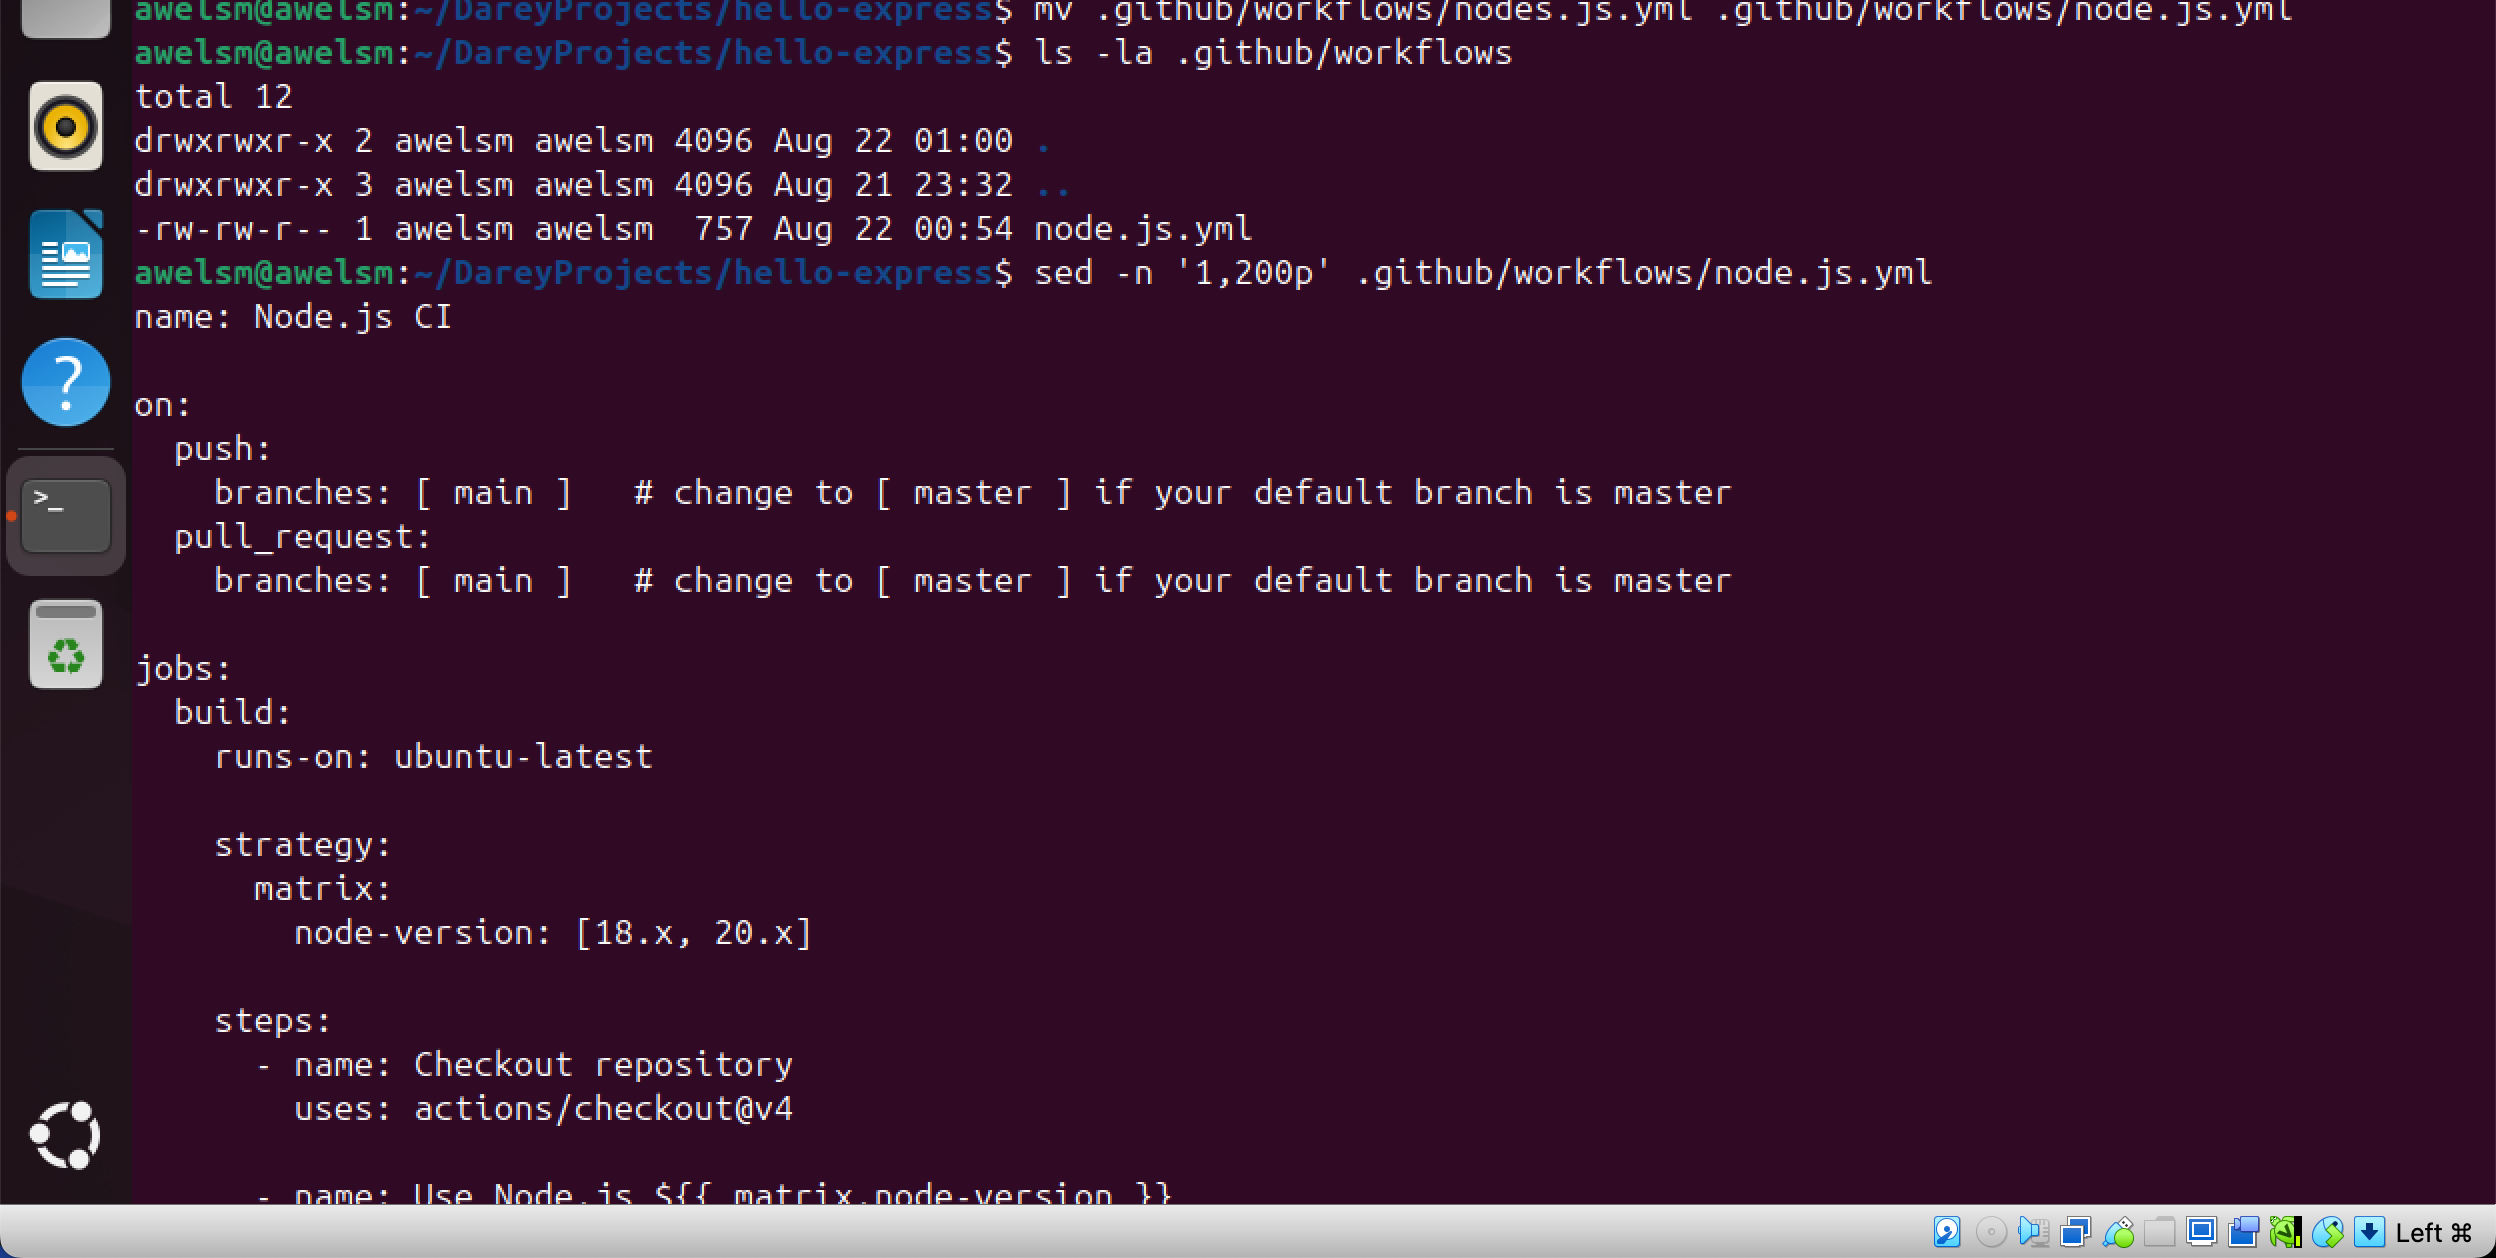 awelsm@awelsm:~/DareyProjects/hello-express$ mv .github/workflows/nodes.js.yml .github/workflows/node.js.yml
awelsm@awelsm:~/DareyProjects/hello-express$ ls -la .github/workflows
total 12
drwxrwxr-x 2 awelsm awelsm 4096 Aug 22 01:00 .
drwxrwxr-x 3 awelsm awelsm 4096 Aug 21 23:32 ..
-rw-rw-r-- 1 awelsm awelsm  757 Aug 22 00:54 node.js.yml
awelsm@awelsm:~/DareyProjects/hello-express$ sed -n '1,200p' .github/workflows/node.js.yml
name: Node.js CI
on:
  push:
    branches: [ main ]   # change to [ master ] if your default branch is master
  pull_request:
    branches: [ main ]   # change to [ master ] if your default branch is master
jobs:
  build:
    runs-on: ubuntu-latest
    strategy:
      matrix:
        node-version: [18.x, 20.x]
    steps:
      - name: Checkout repository
        uses: actions/checkout@v4
      - name: Use Node.js ${{ matrix.node-version }}
Left ⌘